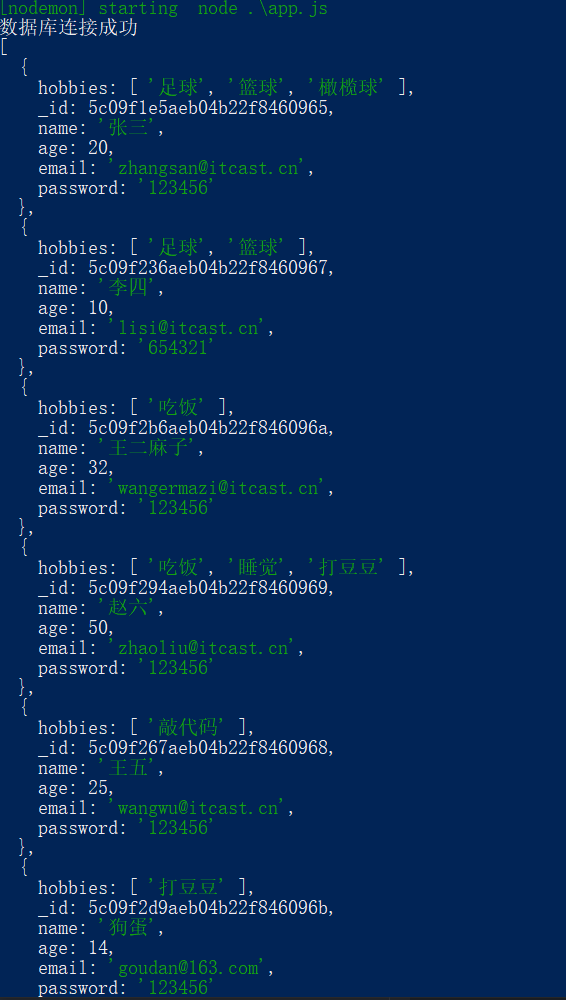 [nodemon] starting  node .\app.js
数据库连接成功
[
  {
    hobbies: [ '足球', '篮球', '橄榄球' ],
    _id: 5c09f1e5aeb04b22f8460965,
    name: '张三',
    age: 20,
    email: 'zhangsan@itcast.cn',
    password: '123456'
  },
  {
    hobbies: [ '足球', '篮球' ],
    _id: 5c09f236aeb04b22f8460967,
    name: '李四',
    age: 10,
    email: 'lisi@itcast.cn',
    password: '654321'
  },
  {
    hobbies: [ '吃饭' ],
    _id: 5c09f2b6aeb04b22f846096a,
    name: '王二麻子',
    age: 32,
    email: 'wangermazi@itcast.cn',
    password: '123456'
  },
  {
    hobbies: [ '吃饭', '睡觉', '打豆豆' ],
    _id: 5c09f294aeb04b22f8460969,
    name: '赵六',
    age: 50,
    email: 'zhaoliu@itcast.cn',
    password: '123456'
  },
  {
    hobbies: [ '敲代码' ],
    _id: 5c09f267aeb04b22f8460968,
    name: '王五',
    age: 25,
    email: 'wangwu@itcast.cn',
    password: '123456'
  },
  {
    hobbies: [ '打豆豆' ],
    _id: 5c09f2d9aeb04b22f846096b,
    name: '狗蛋',
    age: 14,
    email: 'goudan@163.com',
    password: '123456'